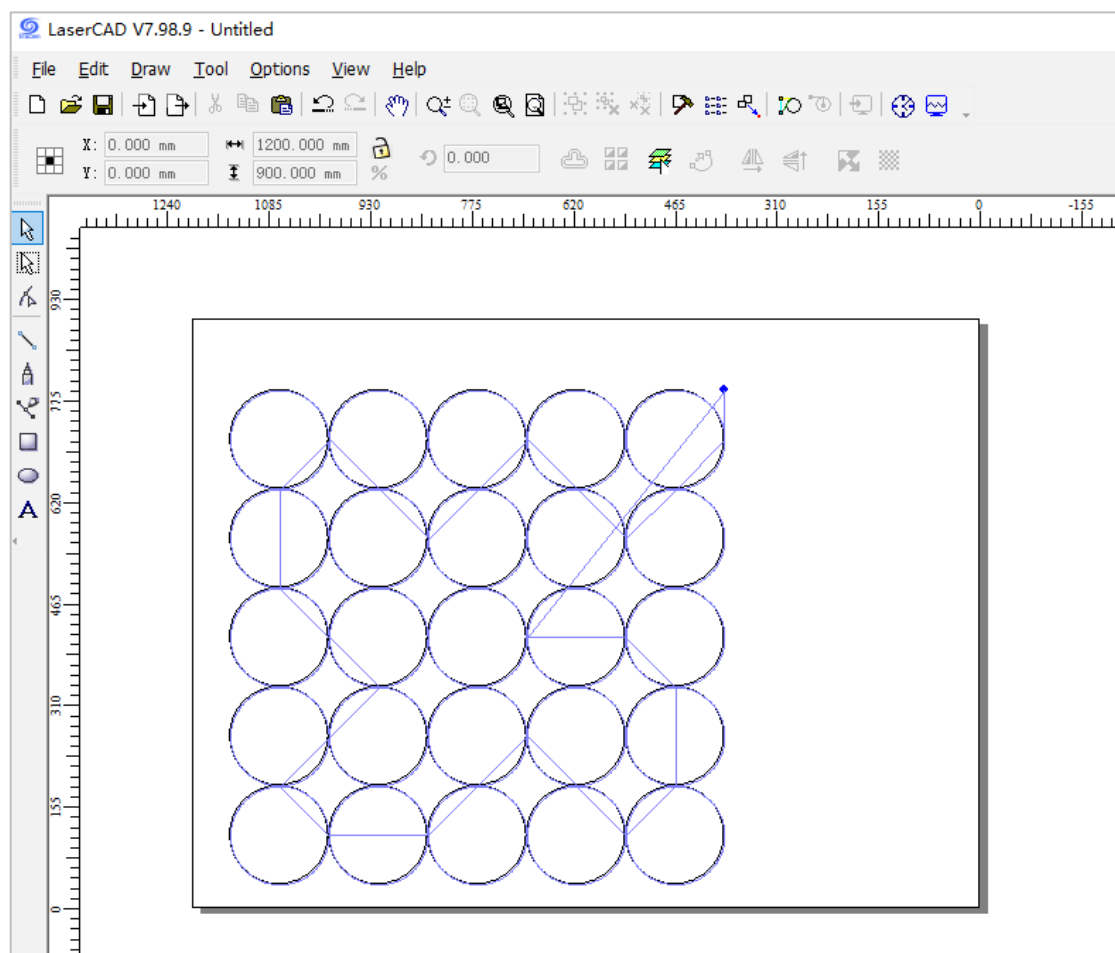 LaserCAD V7.98.9 - Untitled
File Edit Draw Tool Options View Help
X: 0.000 mm 1200.000 mm
0.000
Y: 0.000 mm 900.000 mm %
1240 1085 930 775 620 465 310 155 0 -155
930
775
620
465
310
155
0
A